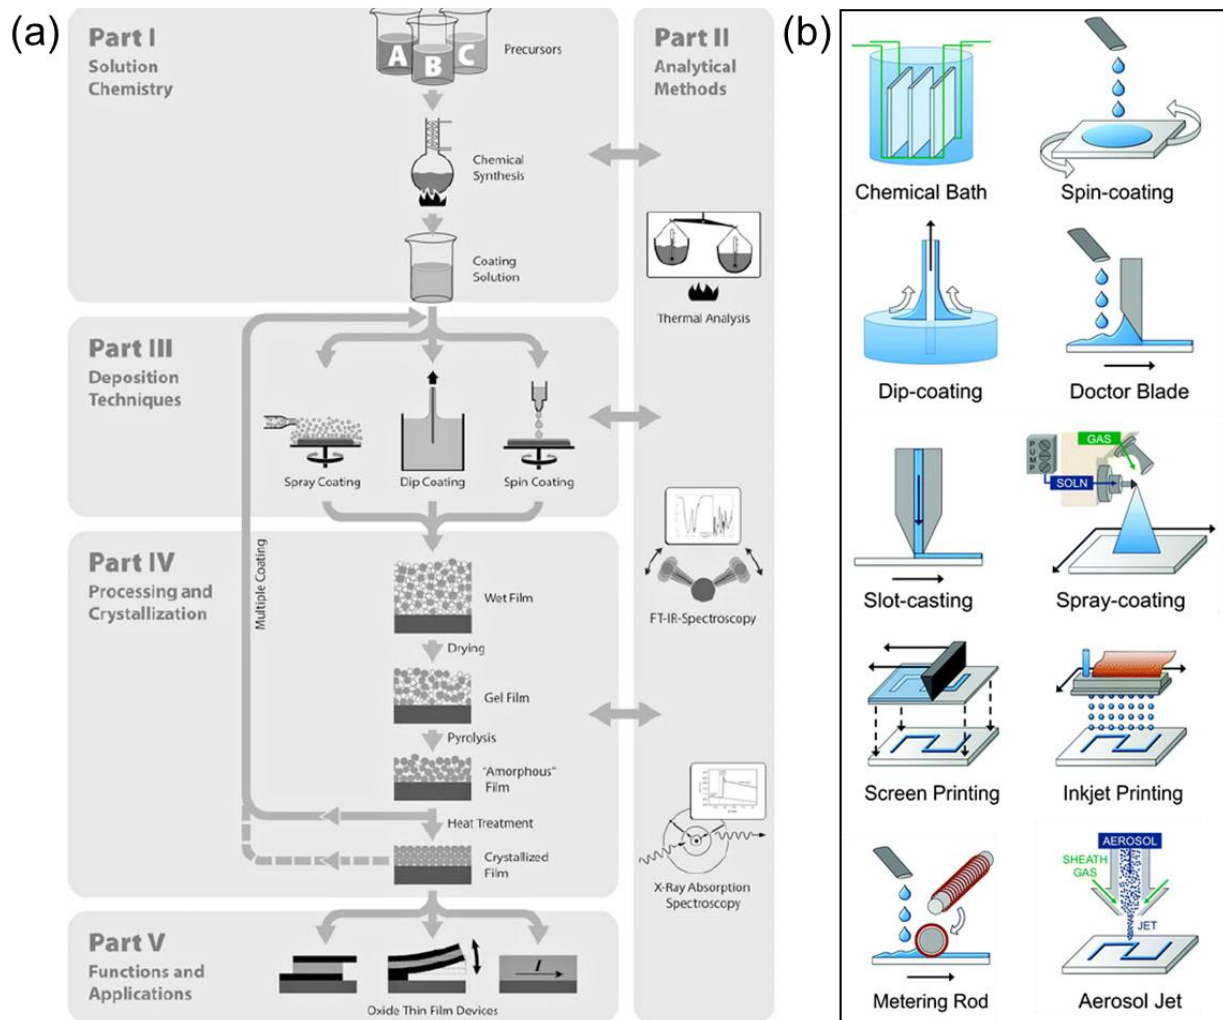 (a)
Part I
Solution
Chemistry
A
B
C
Precursors
Chemical
Synthesis
Coating
Solution
Part II
Analytical
Methods
Thermal Analysis
FT-IR-Spectroscopy
X-Ray Absorption
Spectroscopy
Part III
Deposition
Techniques
Spray Coating
Dip Coating
Spin Coating
Part IV
Processing and
Crystallization
Multiple Coating
Wet Film
Drying
Gel Film
Pyrolysis
"Amorphous"
Film
Heat Treatment
Crystallized
Film
Part V
Functions and
Applications
I
Oxide Thin Film Devices
(b)
Chemical Bath
Spin-coating
Dip-coating
Doctor Blade
Slot-casting
PUMP
GAS
SOLN
Spray-coating
Screen Printing
Inkjet Printing
Metering Rod
AEROSOL
SHEATH
GAS
JET
Aerosol Jet